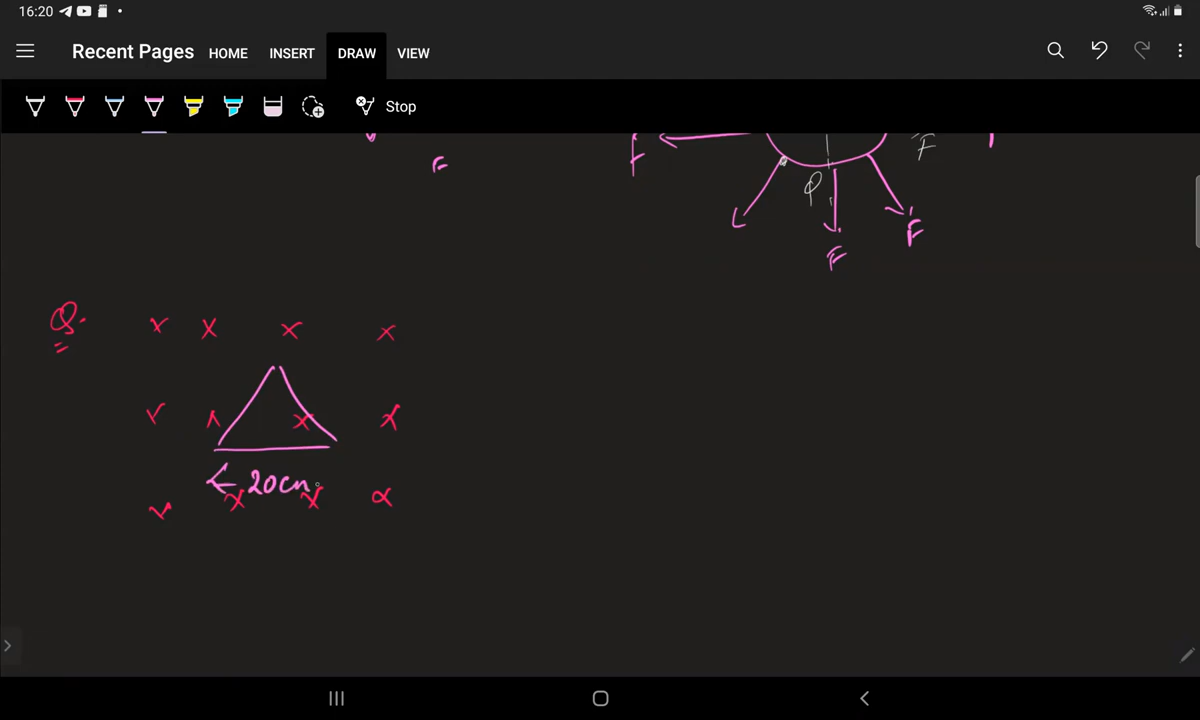 16:20
Recent Pages HOME INSERT DRAW VIEW
Stop
F F F
φ
F
F
Q. x x x x
x x x x
← 20cm
x x x x